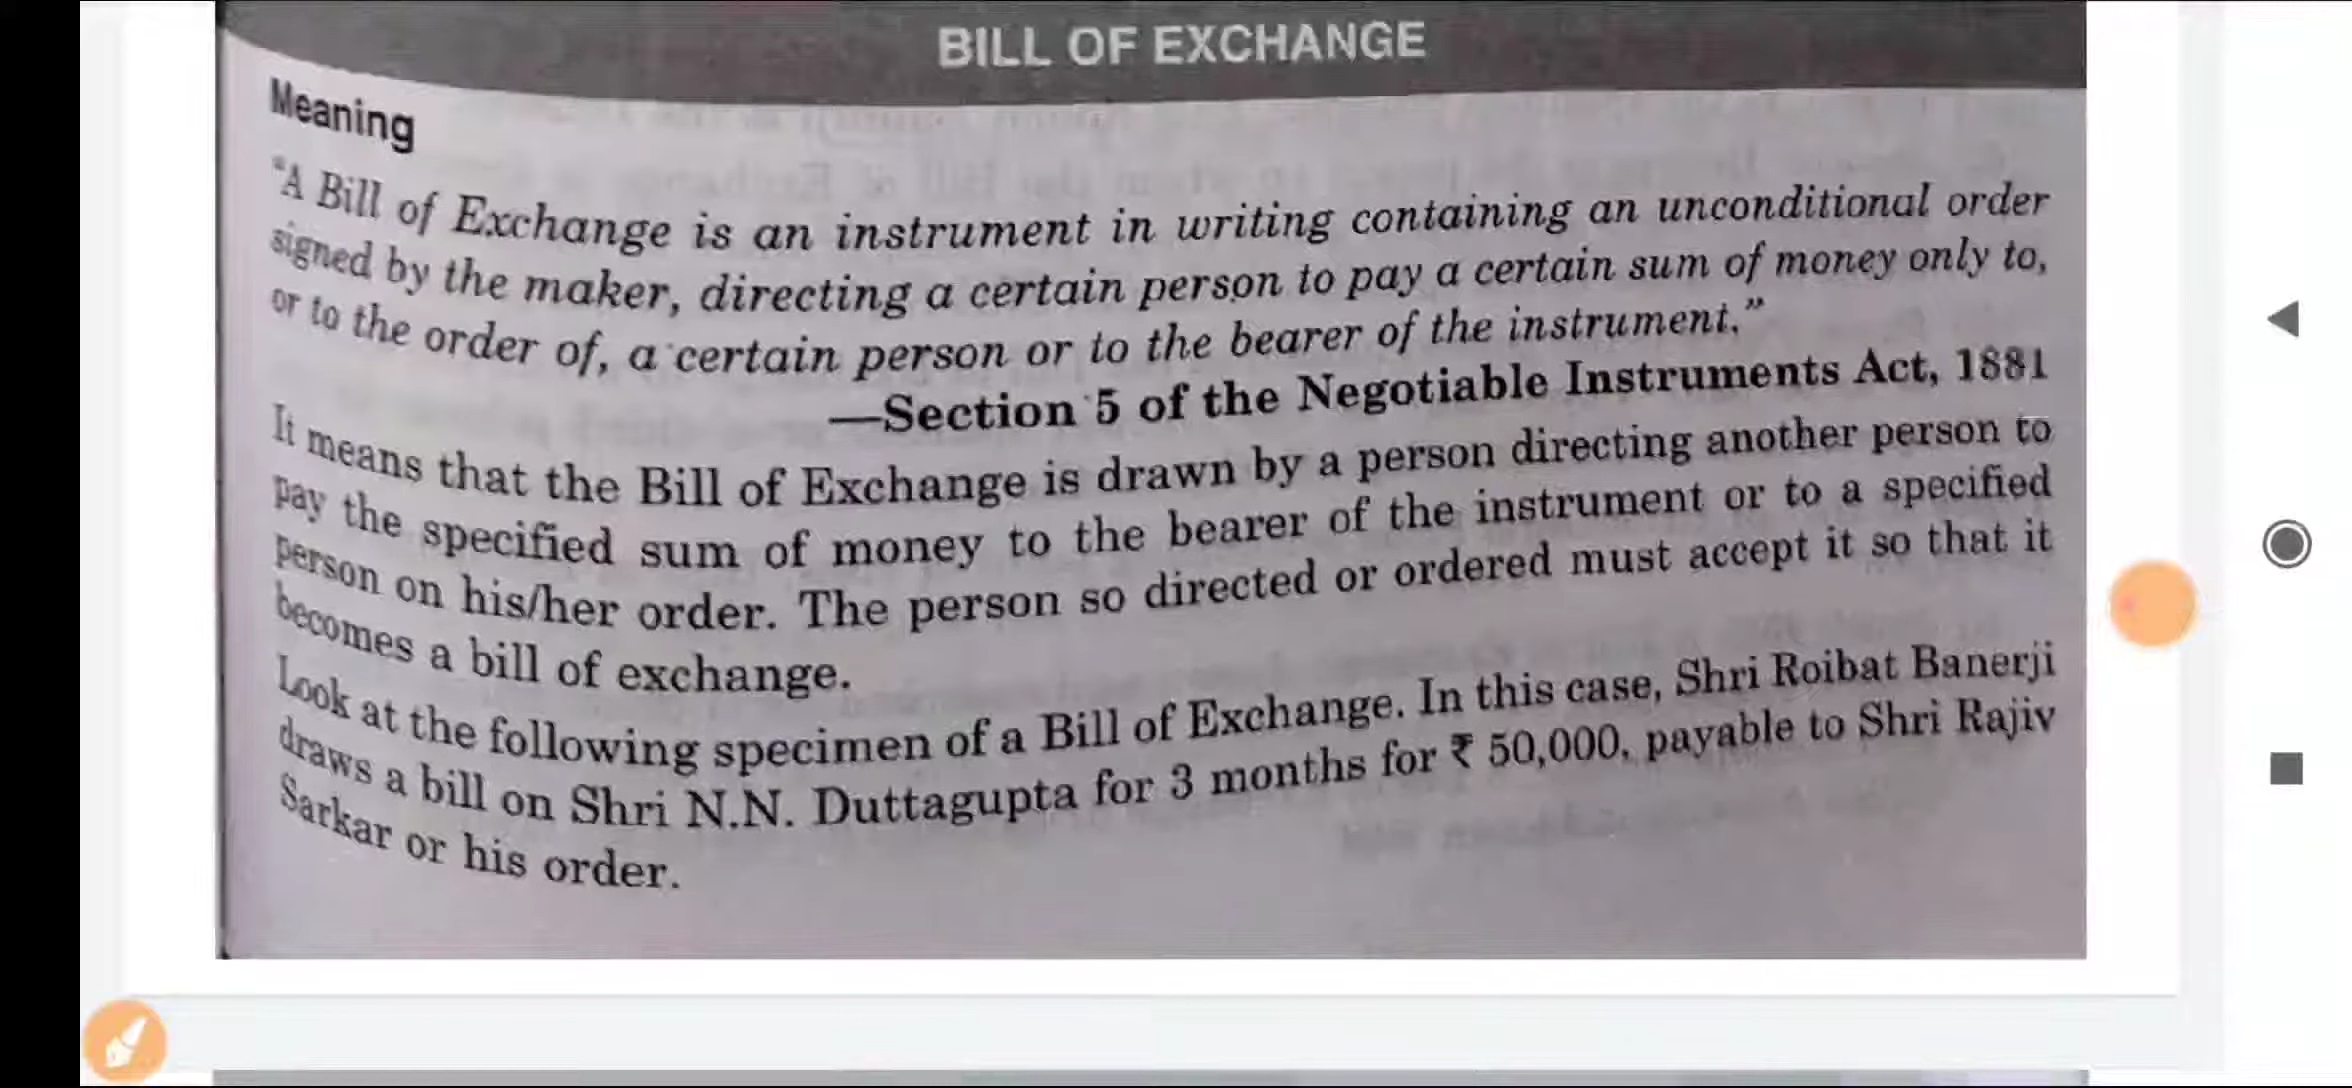 BILL OF EXCHANGE
Meaning
"A Bill of Exchange is an instrument in writing containing an unconditional order
signed by the maker, directing a certain person to pay a certain sum of money only to,
or to the order of, a certain person or to the bearer of the instrument."
—Section 5 of the Negotiable Instruments Act, 1881
It means that the Bill of Exchange is drawn by a person directing another person to
pay the specified sum of money to the bearer of the instrument or to a specified
person on his/her order. The person so directed or ordered must accept it so that it
becomes a bill of exchange.
Look at the following specimen of a Bill of Exchange. In this case, Shri Roibat Banerji
draws a bill on Shri N.N. Duttagupta for 3 months for ₹ 50,000, payable to Shri Rajiv
Sarkar or his order.